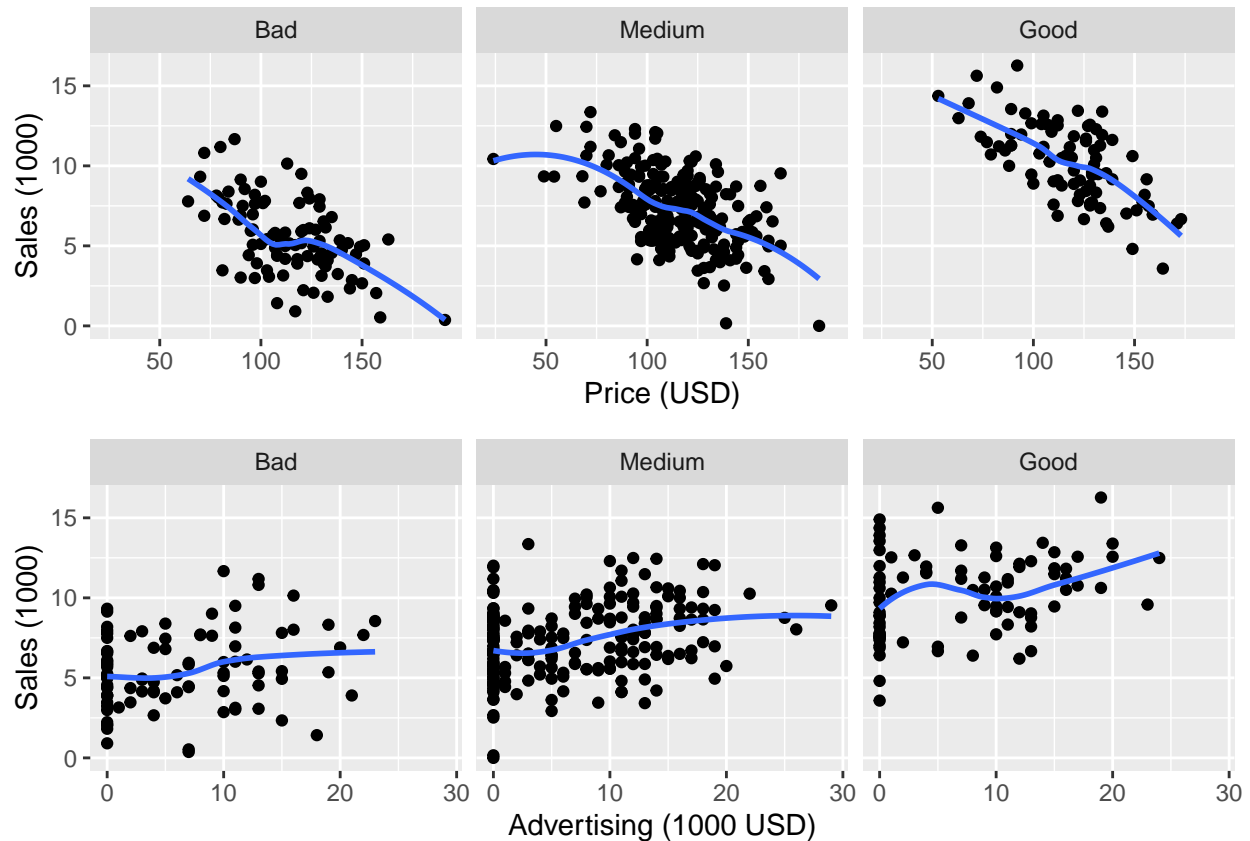 Bad Medium Good
15
10
5
0
Sales (1000)
50 100 150 50 100 150 50 100 150
Price (USD)
Bad Medium Good
15
10
5
0
Sales (1000)
0 10 20 30 0 10 20 30 0 10 20 30
Advertising (1000 USD)